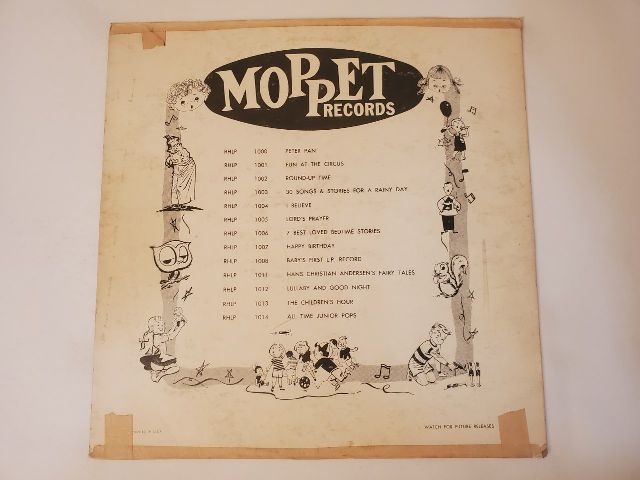 MOPPET
RECORDS
RHLP 1000 PETER PAN
RHLP 1001 FUN AT THE CIRCUS
RHLP 1002 ROUND-UP TIME
RHLP 1003 30 SONGS & STORIES FOR A RAINY DAY
RHLP 1004 I BELIEVE
RHLP 1005 LORD'S PRAYER
RHLP 1006 7 BEST LOVED BEDTIME STORIES
RHLP 1007 HAPPY BIRTHDAY
RHLP 1008 BABY'S FIRST L.P. RECORD
RHLP 1011 HANS CHRISTIAN ANDERSEN'S FAIRY TALES
RHLP 1012 LULLABY AND GOOD NIGHT
RHLP 1013 THE CHILDREN'S HOUR
RHLP 1014 ALL TIME JUNIOR POPS
WATCH FOR FUTURE RELEASES